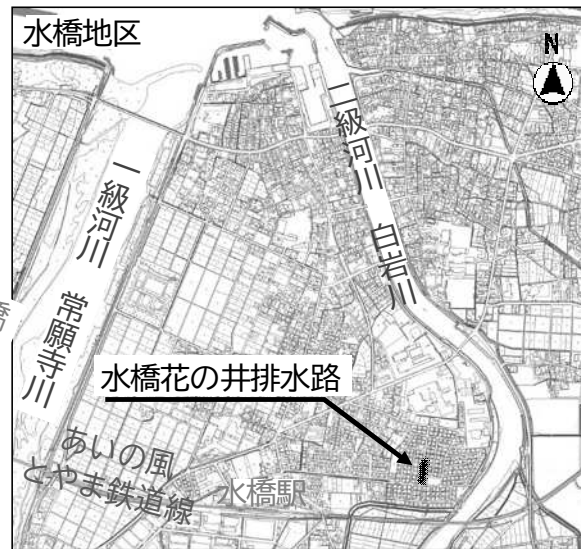 水橋地区
N
二級河川 白岩川
一級河川 常願寺川
水橋花の井排水路
あいの風
とやま鉄道線
水橋駅